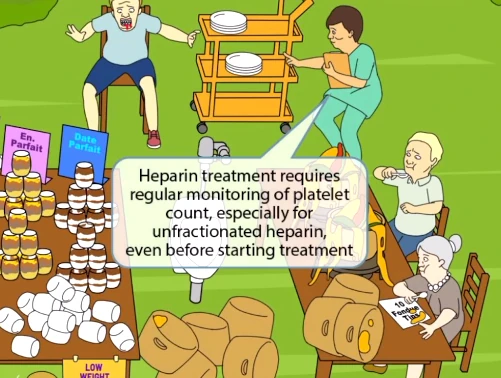 En.
Parfait
Date
Parfait
Heparin treatment requires
regular monitoring of platelet
count, especially for
unfractionated heparin,
even before starting treatment
10
Fondue
Tips
LOW
WEIGHT